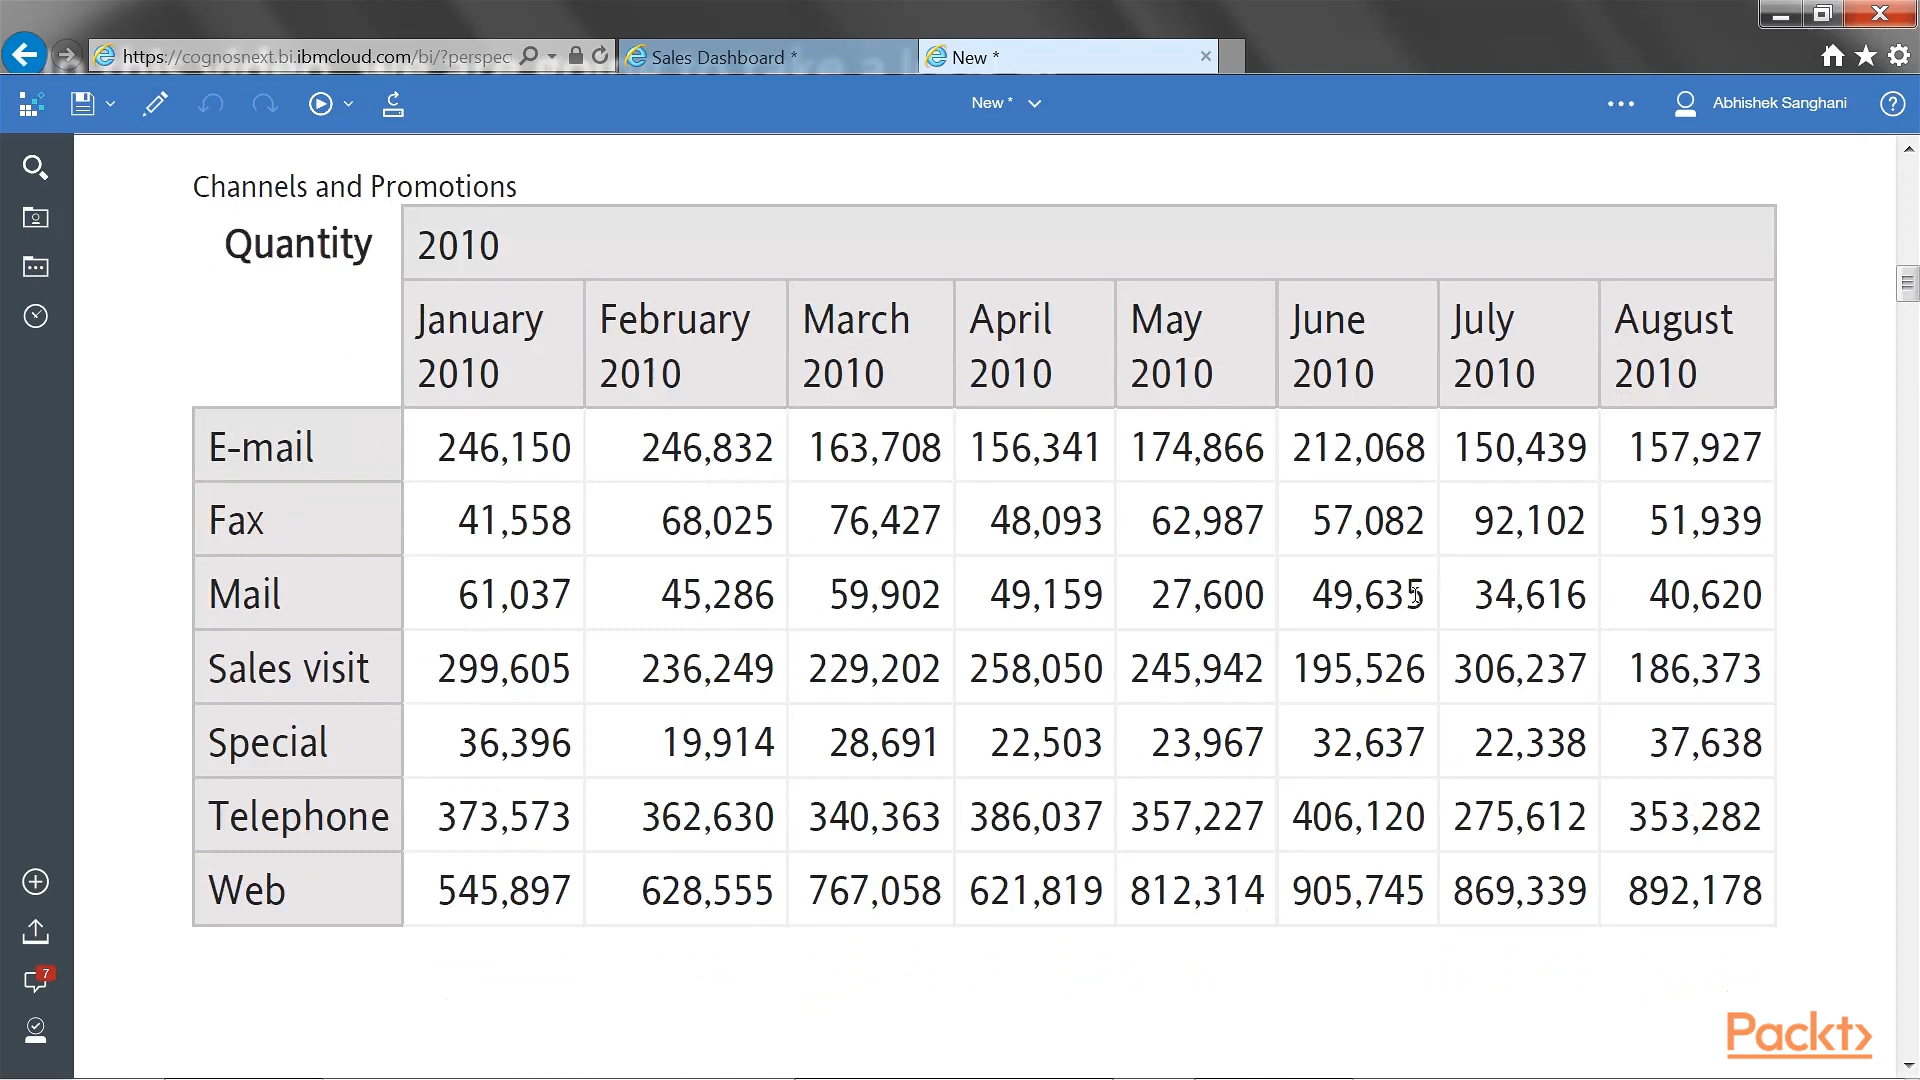 https://cognosnext.bi.ibmcloud.com/bi/?perspec
Sales Dashboard *
New *
New *
Abhishek Sanghani
Channels and Promotions
Quantity 2010
January 2010 February 2010 March 2010 April 2010 May 2010 June 2010 July 2010 August 2010
E-mail 246,150 246,832 163,708 156,341 174,866 212,068 150,439 157,927
Fax 41,558 68,025 76,427 48,093 62,987 57,082 92,102 51,939
Mail 61,037 45,286 59,902 49,159 27,600 49,635 34,616 40,620
Sales visit 299,605 236,249 229,202 258,050 245,942 195,526 306,237 186,373
Special 36,396 19,914 28,691 22,503 23,967 32,637 22,338 37,638
Telephone 373,573 362,630 340,363 386,037 357,227 406,120 275,612 353,282
Web 545,897 628,555 767,058 621,819 812,314 905,745 869,339 892,178
7
Packt>